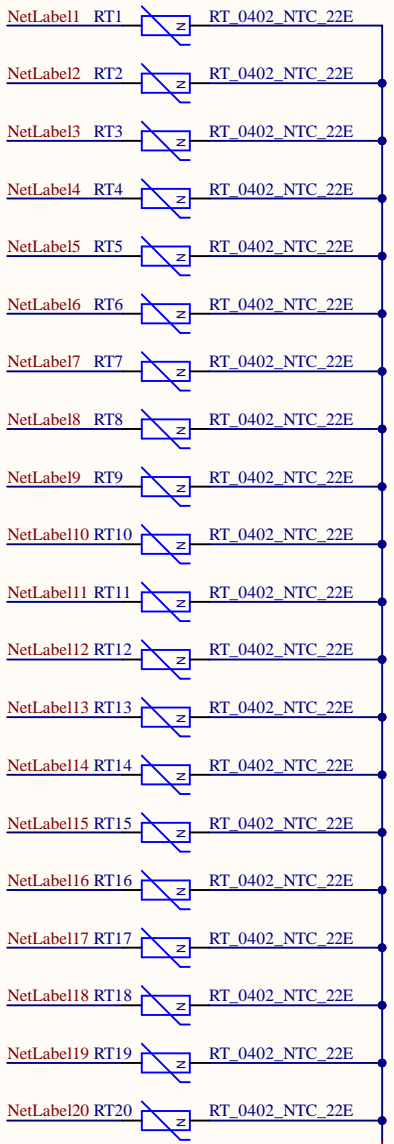 NetLabel1 RT1 N RT_0402_NTC_22E
NetLabel2 RT2 N RT_0402_NTC_22E
NetLabel3 RT3 N RT_0402_NTC_22E
NetLabel4 RT4 N RT_0402_NTC_22E
NetLabel5 RT5 N RT_0402_NTC_22E
NetLabel6 RT6 N RT_0402_NTC_22E
NetLabel7 RT7 N RT_0402_NTC_22E
NetLabel8 RT8 N RT_0402_NTC_22E
NetLabel9 RT9 N RT_0402_NTC_22E
NetLabel10 RT10 N RT_0402_NTC_22E
NetLabel11 RT11 N RT_0402_NTC_22E
NetLabel12 RT12 N RT_0402_NTC_22E
NetLabel13 RT13 N RT_0402_NTC_22E
NetLabel14 RT14 N RT_0402_NTC_22E
NetLabel15 RT15 N RT_0402_NTC_22E
NetLabel16 RT16 N RT_0402_NTC_22E
NetLabel17 RT17 N RT_0402_NTC_22E
NetLabel18 RT18 N RT_0402_NTC_22E
NetLabel19 RT19 N RT_0402_NTC_22E
NetLabel20 RT20 N RT_0402_NTC_22E